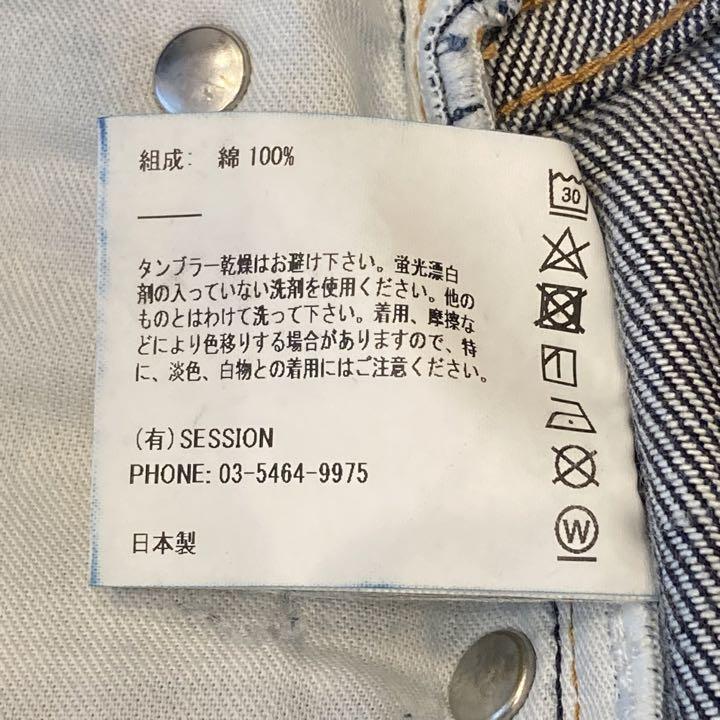 組成: 綿 100%
タンブラー乾燥はお避け下さい。蛍光漂白
剤の入っていない洗剤を使用ください。他の
ものとはわけて洗って下さい。着用、摩擦な
どにより色移りする場合がありますので、特
に、淡色、白物との着用にはご注意ください。
(有)SESSION
PHONE: 03-5464-9975
日本製
30
W